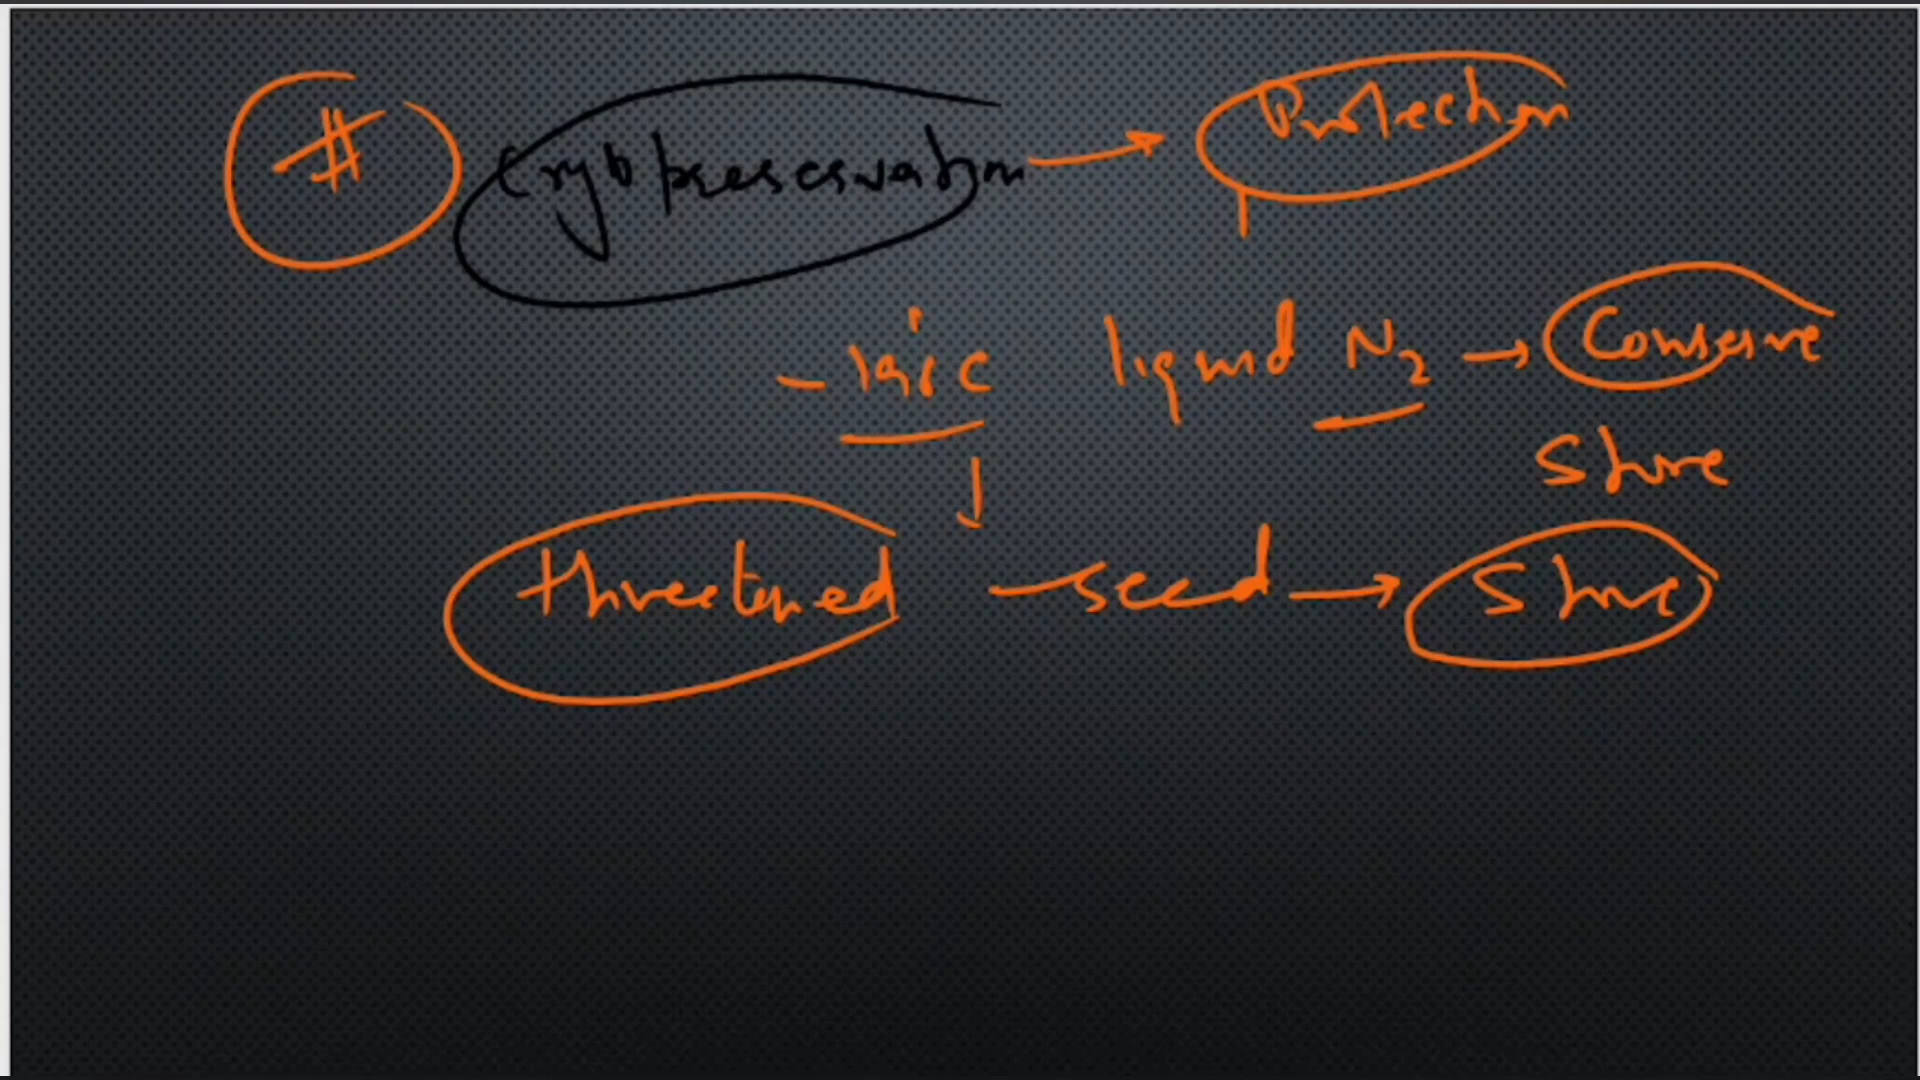 # Cryopreservation → Protection
-196°C liquid N2 → Conserve
Store
threatened - seed → Store